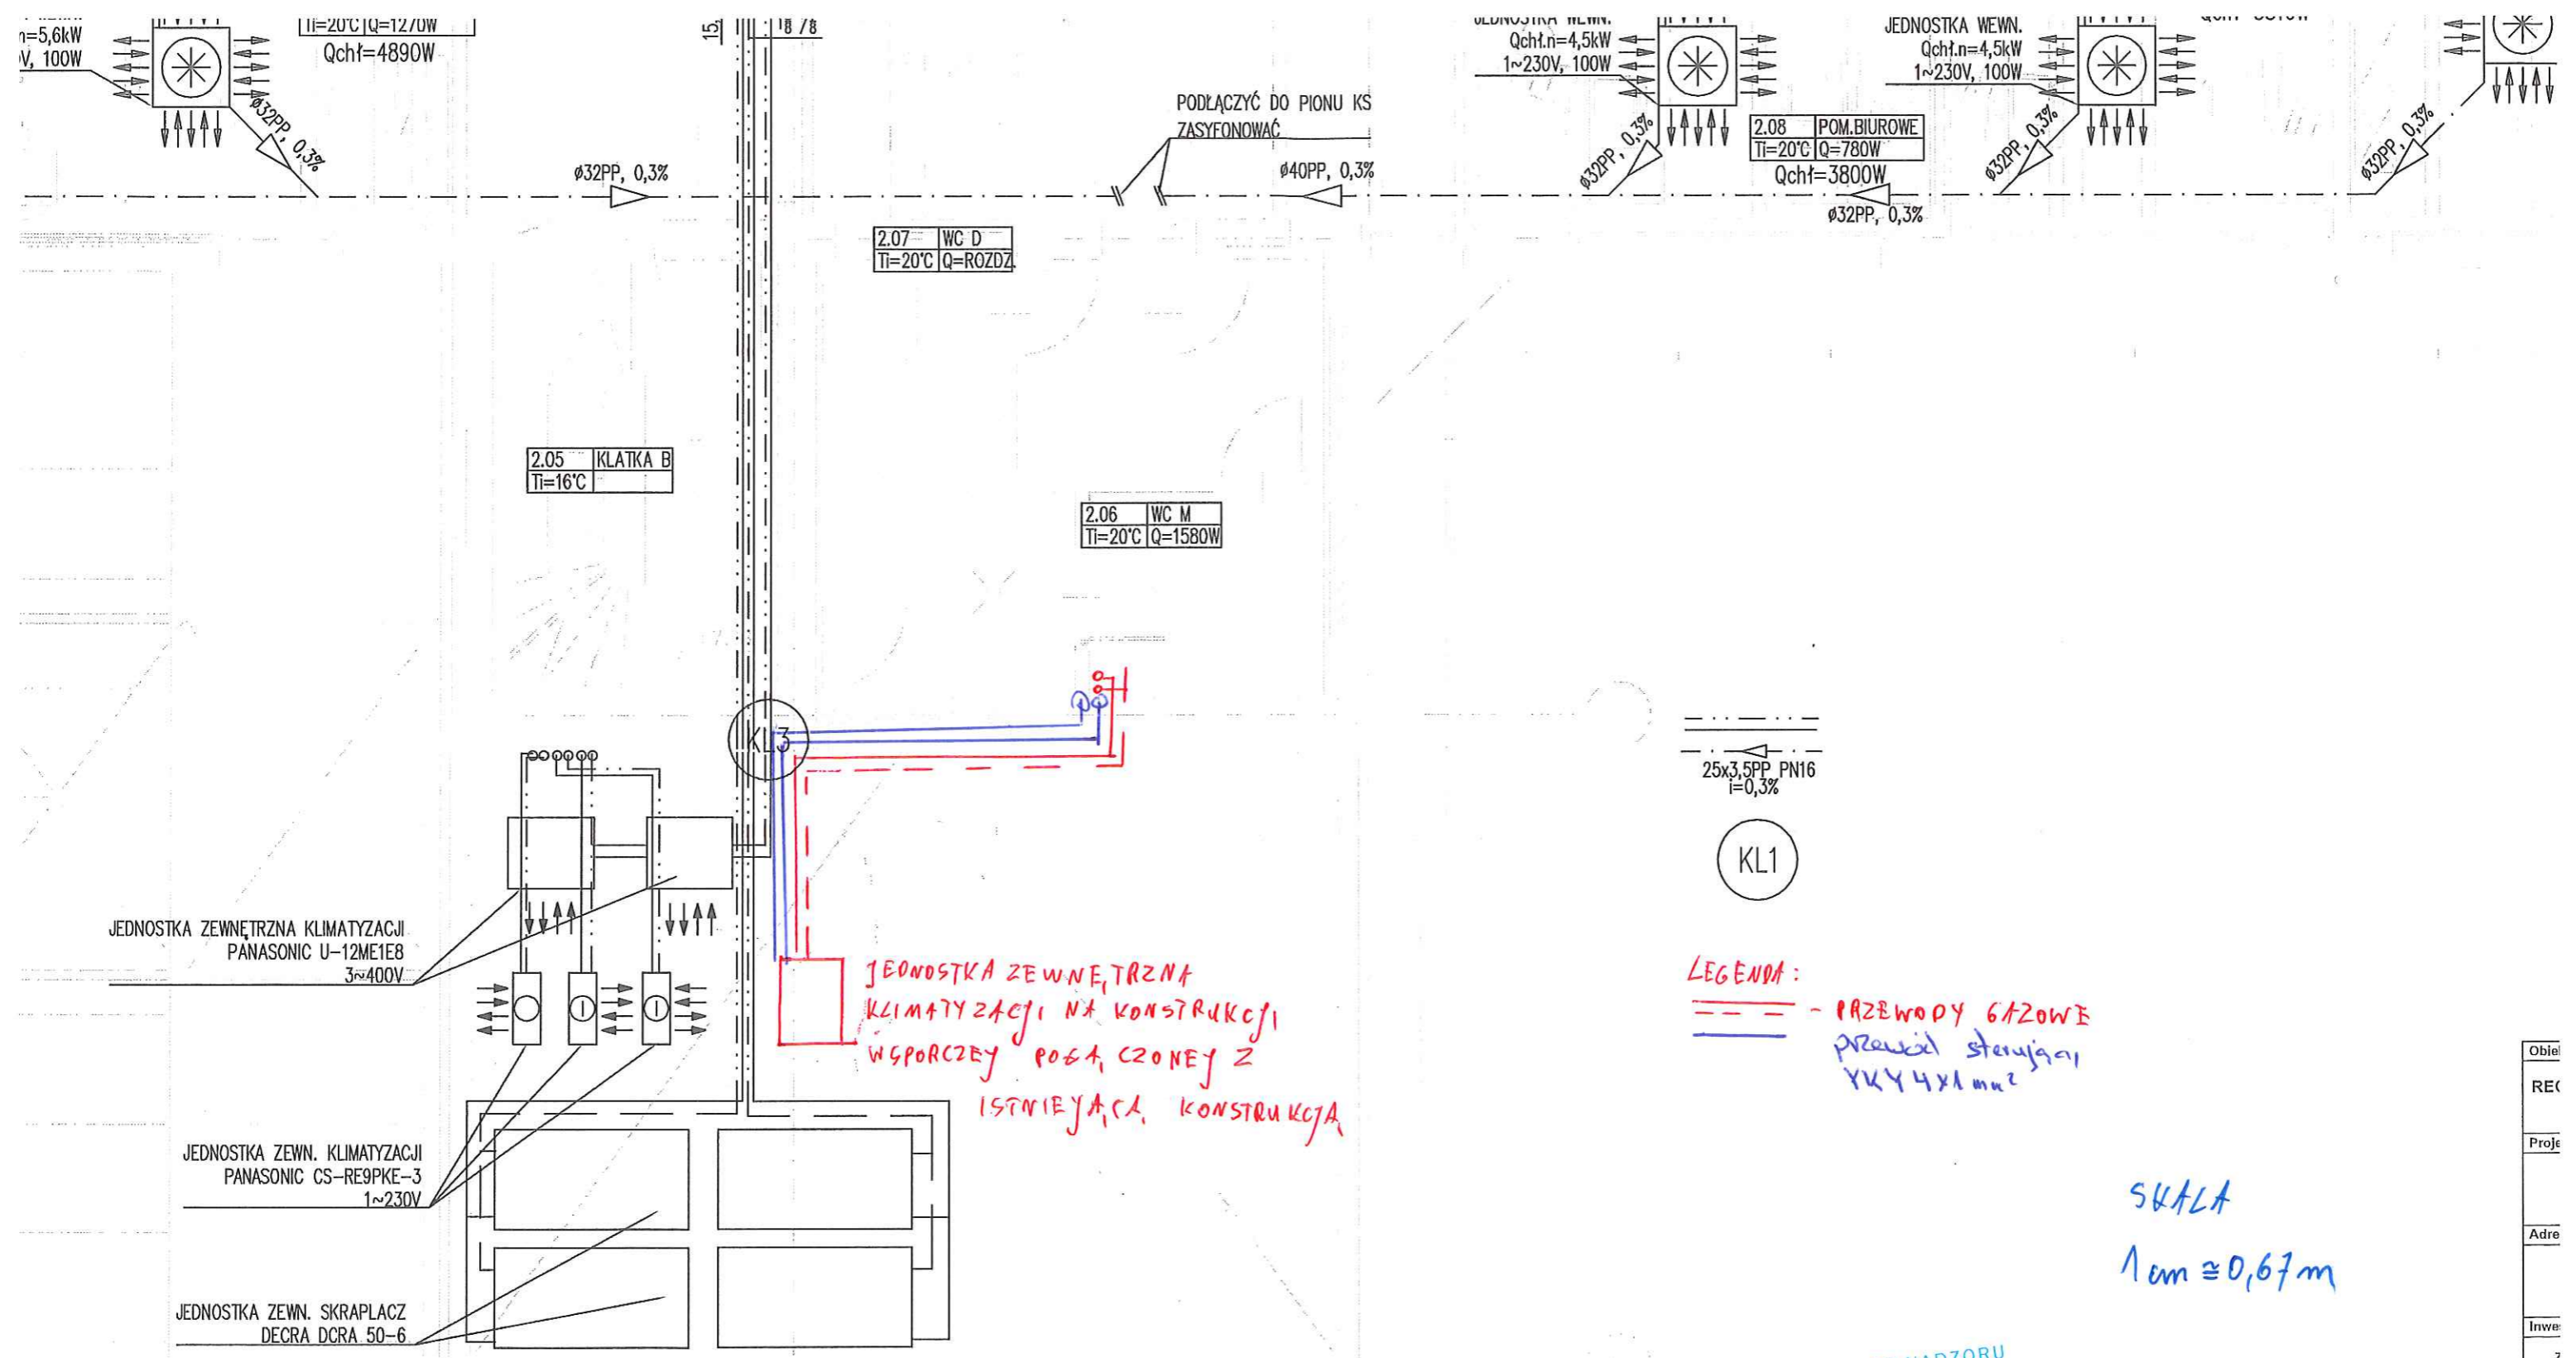 n=5,6kW
V, 100W
Ti=20°C Q=1270W
Qchł=4890W
15,
18 /8
ø32PP, 0,3%
ø32PP, 0,3%
PODŁĄCZYĆ DO PIONU KS
ZASYFONOWAĆ
ø40PP, 0,3%
JEDNOSTKA WEWN.
Qchł.n=4,5kW
1~230V, 100W
ø32PP, 0,3%
2.08 POM.BIUROWE
Ti=20°C Q=780W
Qchł=3800W
ø32PP, 0,3%
JEDNOSTKA WEWN.
Qchł.n=4,5kW
1~230V, 100W
ø32PP, 0,3%
ø32PP, 0,3%
2.07 WC D
Ti=20°C Q=ROZDZ.
2.05 KLATKA B
Ti=16°C
2.06 WC M
Ti=20°C Q=1580W
KL3
25x3,5PP PN16
i=0,3%
KL1
JEDNOSTKA ZEWNĘTRZNA KLIMATYZACJI
PANASONIC U-12ME1E8
3~400V
JEDNOSTKA ZEWNĘTRZNA
KLIMATYZACJI NA KONSTRUKCJI
WSPORCZEJ POŁĄCZONEJ Z
ISTNIEJĄCĄ KONSTRUKCJĄ
LEGENDA:
- PRZEWODY GAZOWE
przewód sterujący
YKY 4x1 mm²
JEDNOSTKA ZEWN. KLIMATYZACJI
PANASONIC CS-RE9PKE-3
1~230V
JEDNOSTKA ZEWN. SKRAPLACZ
DECRA DCRA 50-6
SKALA
1 cm ≅ 0,67 m
Obie
REC
Proje
Adre
Inwe